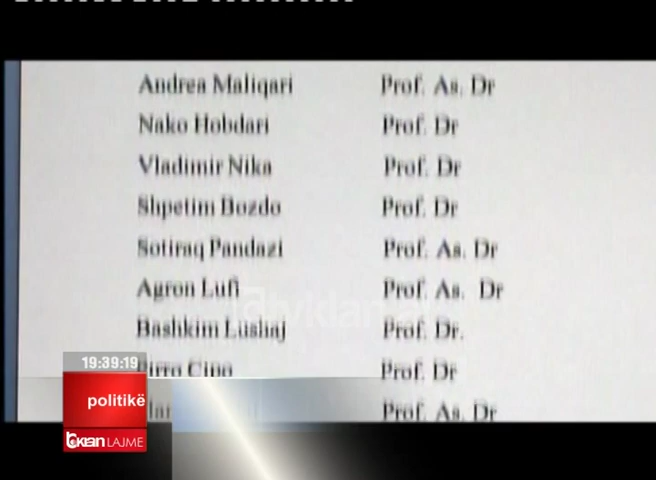 Andrea Maliqari Prof. As. Dr
Nako Hobdari Prof. Dr
Vladimir Nika Prof. Dr
Shpetim Bozdo Prof. Dr
Sotiraq Pandazi Prof. As. Dr
Agron Lufi Prof. As. Dr
Bashkim Lushaj Prof. Dr.
Pirro Cipo Prof. Dr
Prof. As. Dr
19:39:19
politikë
LAJME